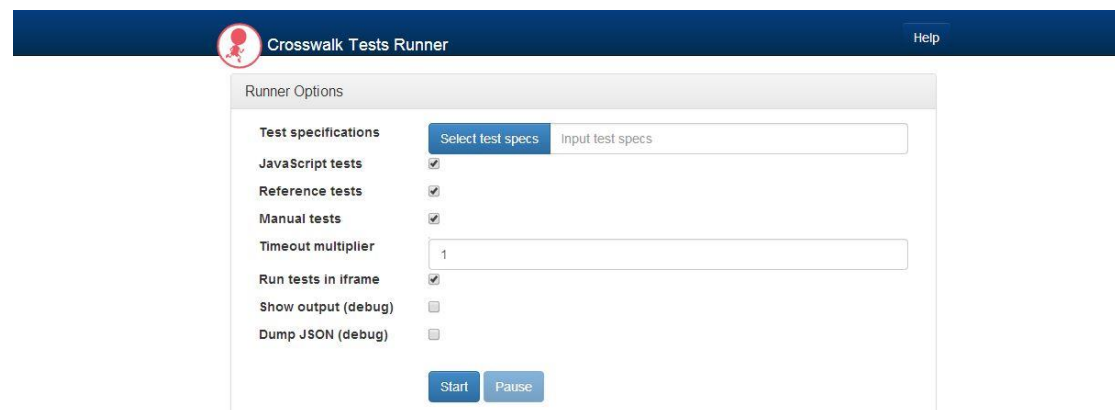 Crosswalk Tests Runner Help
Runner Options
Test specifications Select test specs Input test specs
JavaScript tests
Reference tests
Manual tests
Timeout multiplier 1
Run tests in iframe
Show output (debug)
Dump JSON (debug)
Start Pause